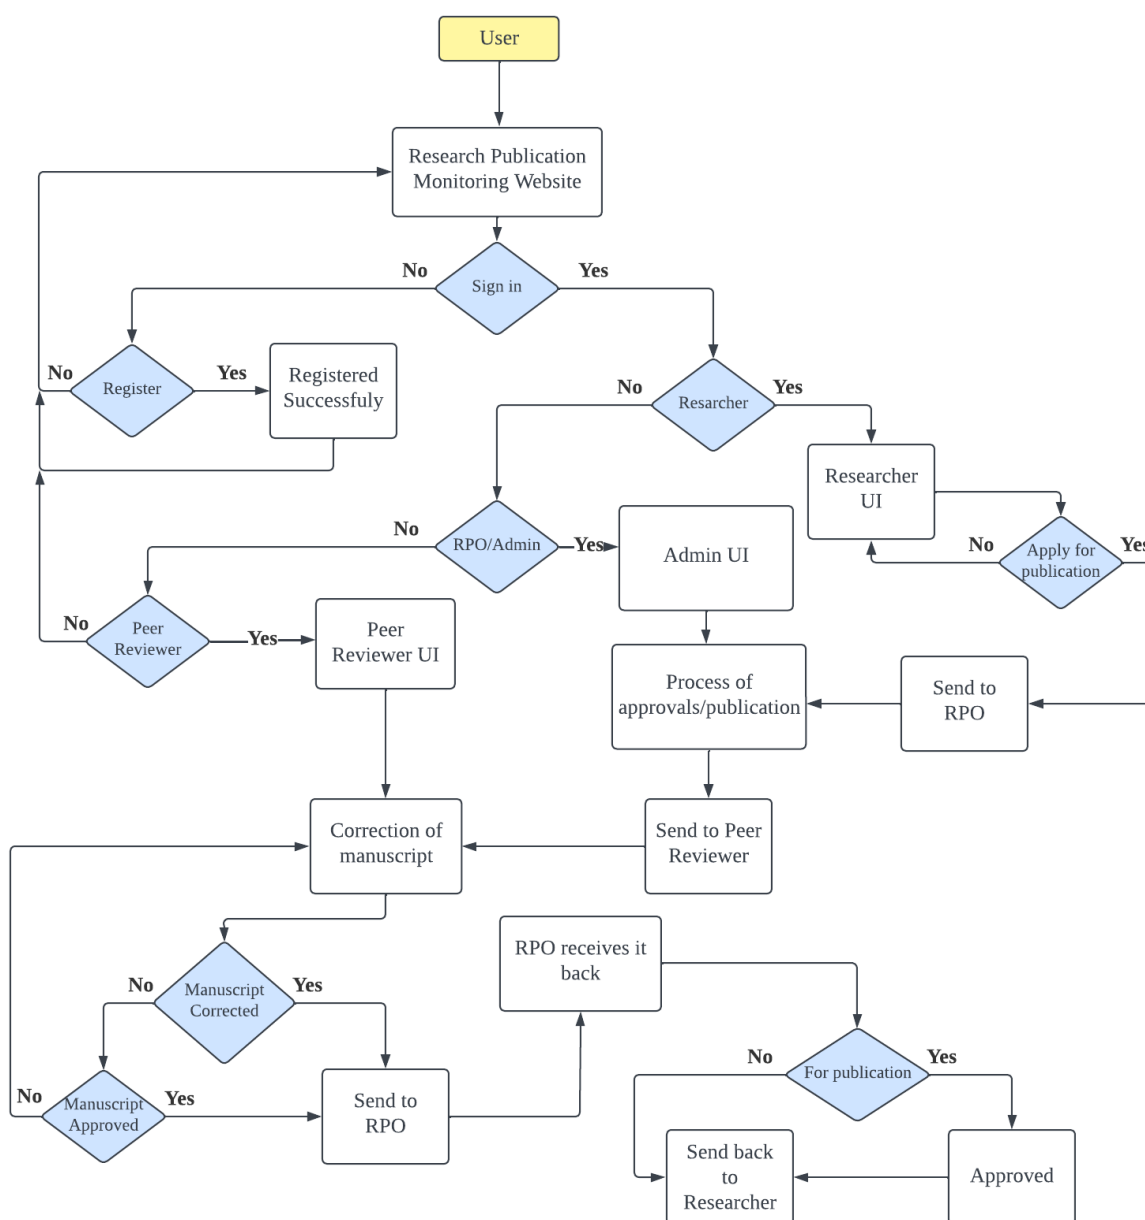 User
Research Publication
Monitoring Website
No
Yes
Sign in
No
Yes
Register
Registered
Successfuly
No
Yes
Resarcher
Researcher
UI
No
Yes
Apply for
publication
No
Yes
RPO/Admin
Admin UI
No
Yes
Peer
Reviewer
Peer
Reviewer UI
Process of
approvals/publication
Send to
RPO
Correction of
manuscript
Send to Peer
Reviewer
No
Yes
Manuscript
Corrected
RPO receives it
back
No
Yes
Manuscript
Approved
Send to
RPO
No
Yes
For publication
Send back
to
Researcher
Approved